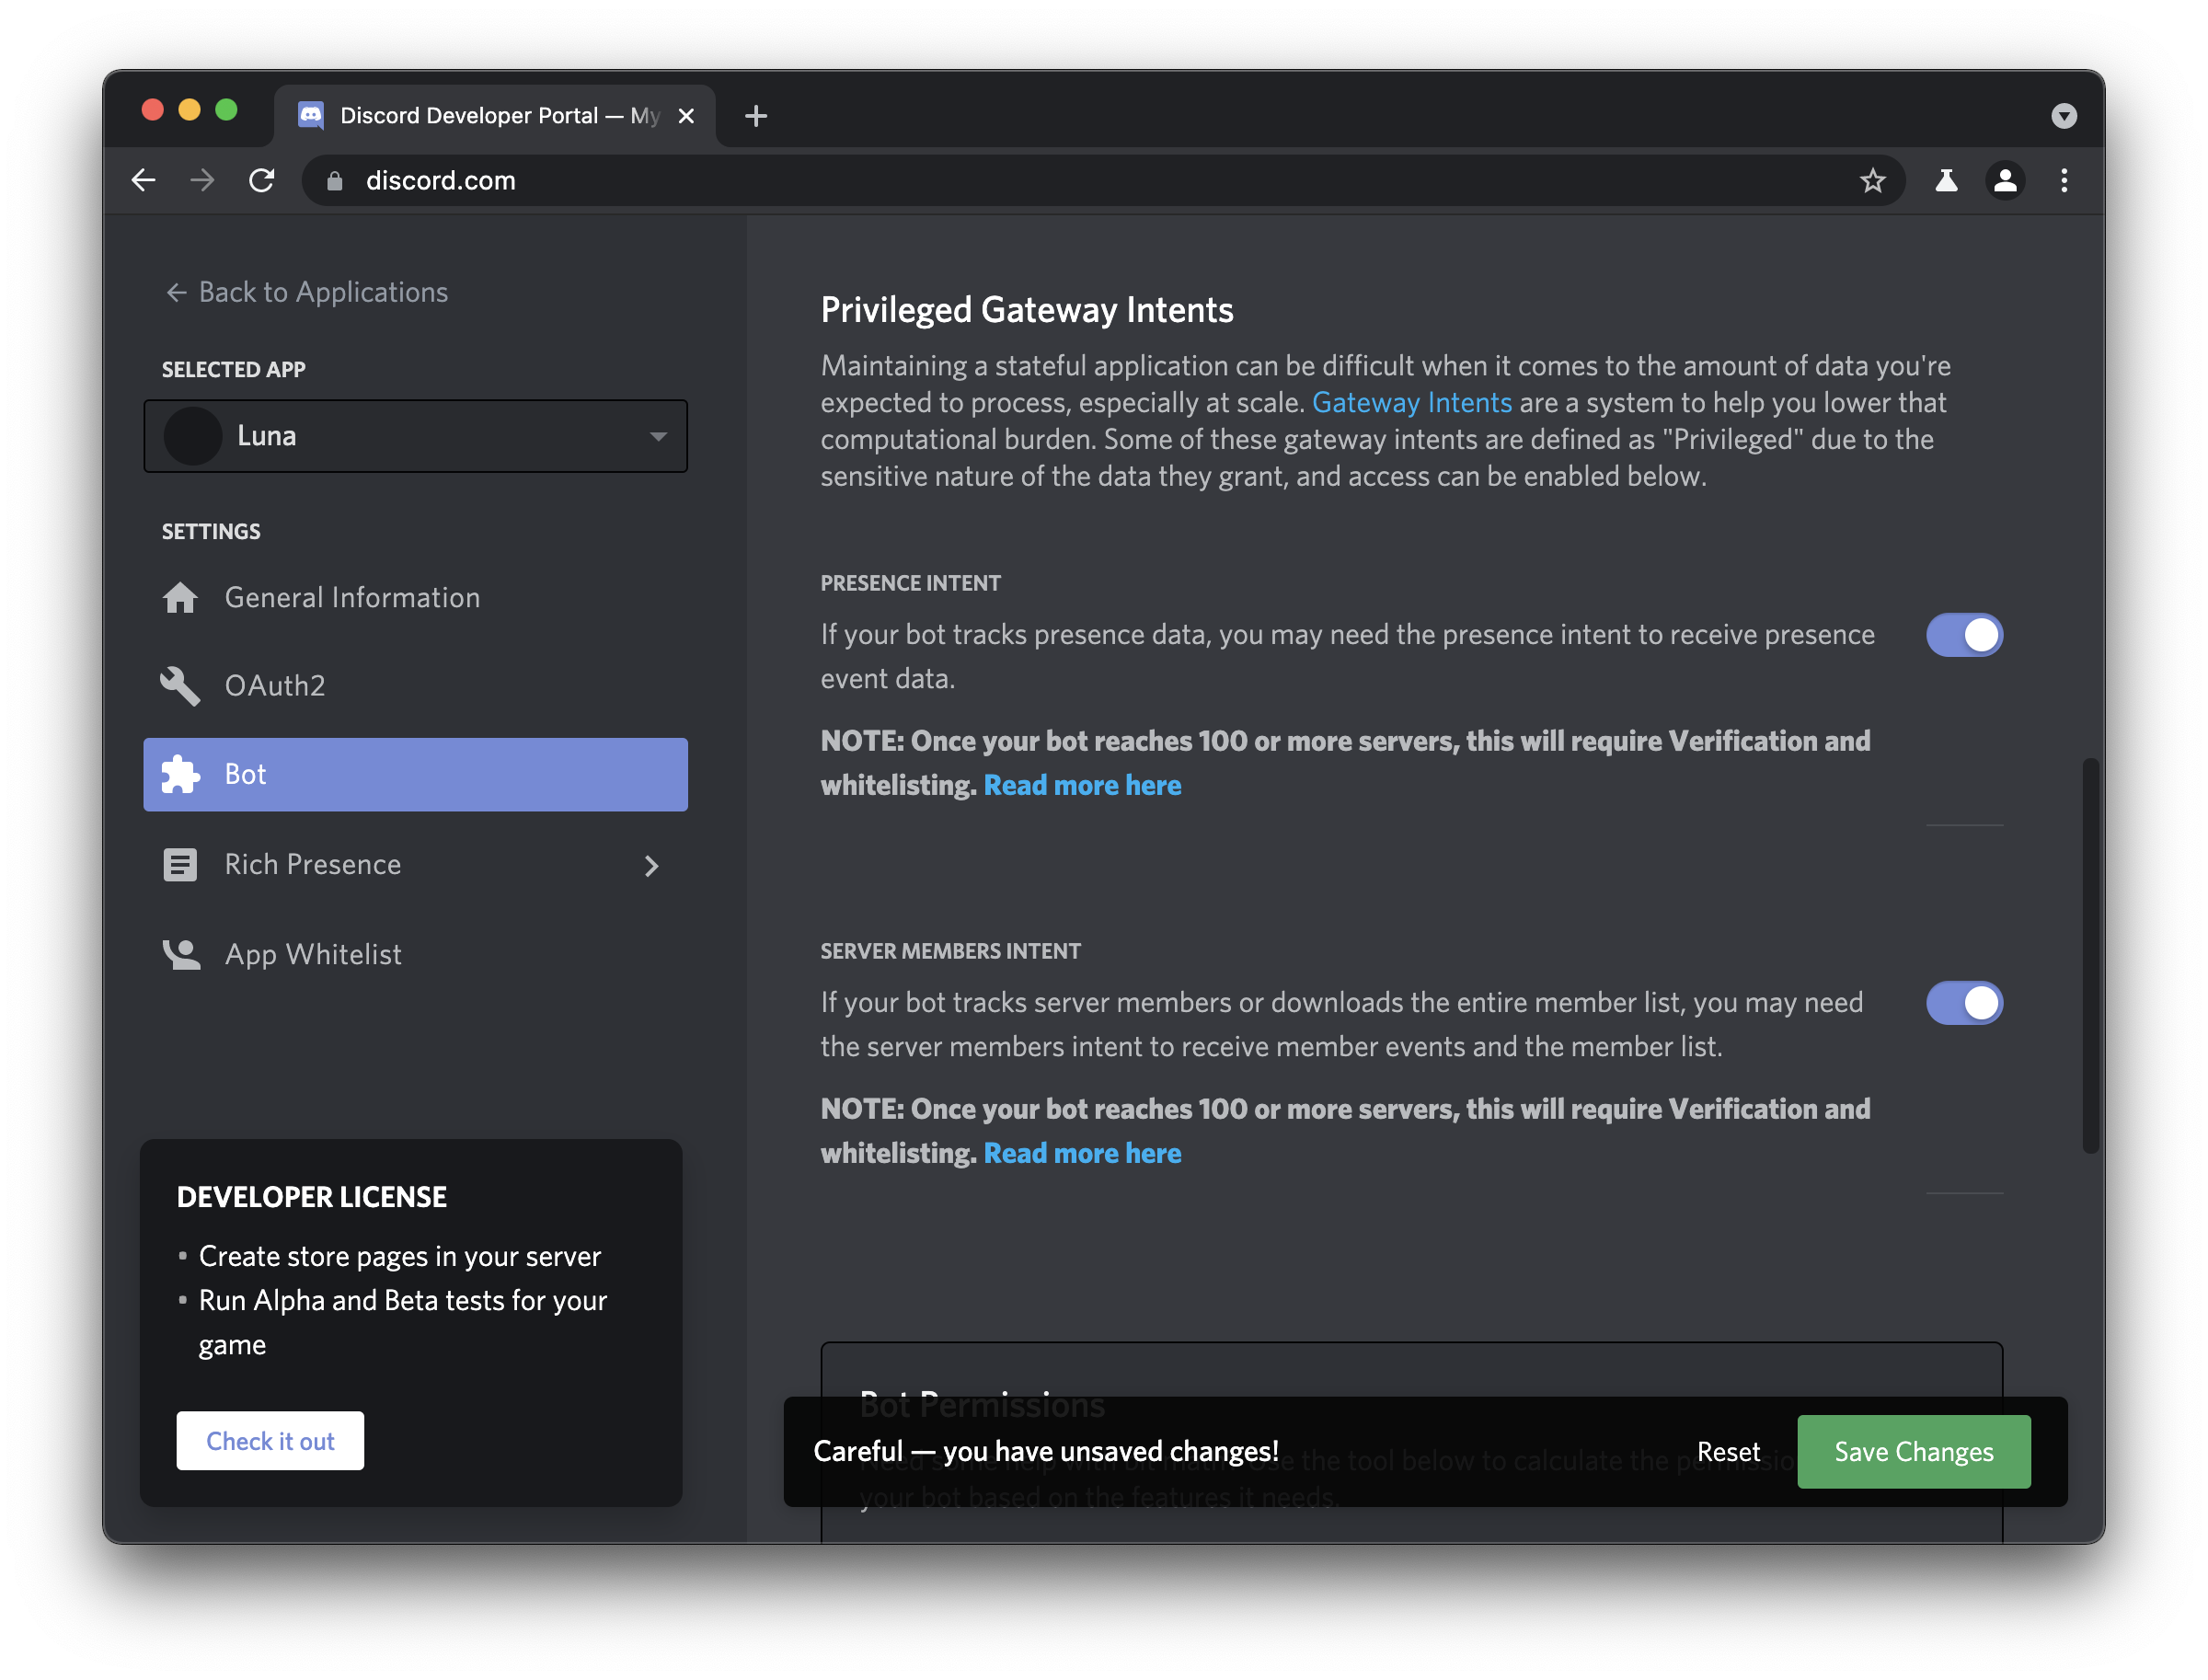 Discord Developer Portal — My
discord.com
← Back to Applications
SELECTED APP
Luna
SETTINGS
General Information
OAuth2
Bot
Rich Presence
App Whitelist
DEVELOPER LICENSE
▪ Create store pages in your server
▪ Run Alpha and Beta tests for your
game
Check it out
Privileged Gateway Intents
Maintaining a stateful application can be difficult when it comes to the amount of data you're
expected to process, especially at scale. Gateway Intents are a system to help you lower that
computational burden. Some of these gateway intents are defined as "Privileged" due to the
sensitive nature of the data they grant, and access can be enabled below.
PRESENCE INTENT
If your bot tracks presence data, you may need the presence intent to receive presence
event data.
NOTE: Once your bot reaches 100 or more servers, this will require Verification and
whitelisting. Read more here
SERVER MEMBERS INTENT
If your bot tracks server members or downloads the entire member list, you may need
the server members intent to receive member events and the member list.
NOTE: Once your bot reaches 100 or more servers, this will require Verification and
whitelisting. Read more here
Bot Permissions
Careful — you have unsaved changes!
Reset
Save Changes
the tool below to calculate the
your bot based on the features it needs.